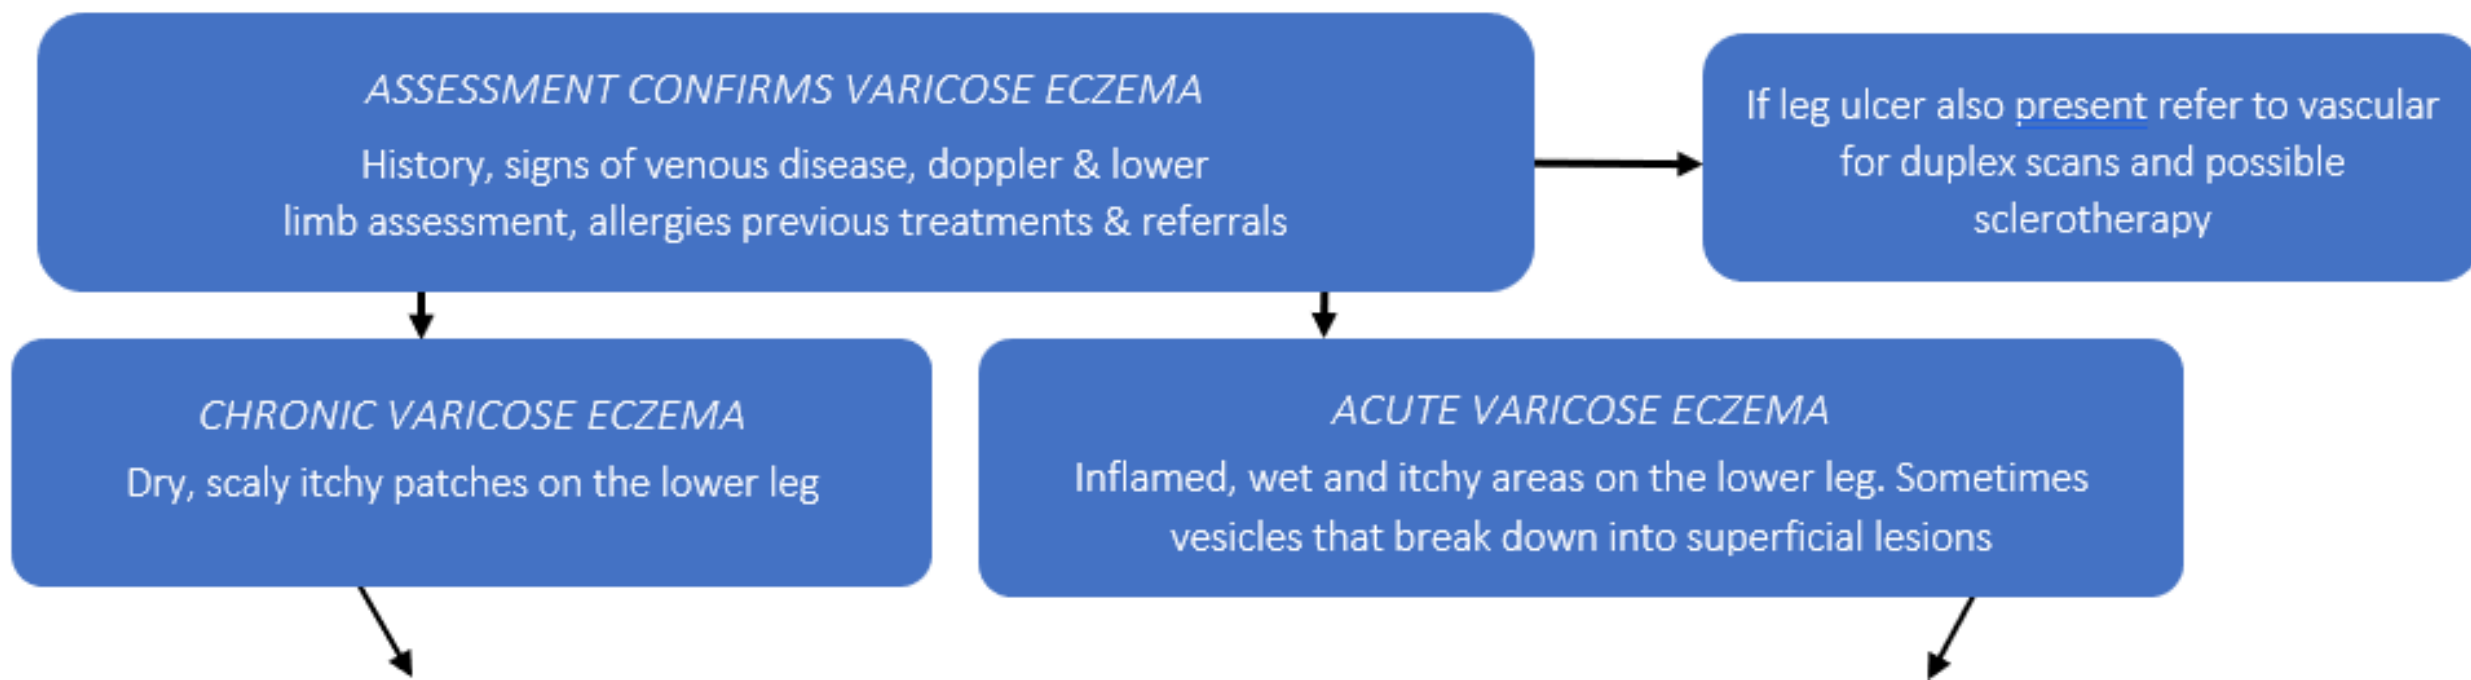 ASSESSMENT CONFIRMS VARICOSE ECZEMA
History, signs of venous disease, doppler & lower
limb assessment, allergies previous treatments & referrals
If leg ulcer also present refer to vascular
for duplex scans and possible
sclerotherapy
CHRONIC VARICOSE ECZEMA
Dry, scaly itchy patches on the lower leg
ACUTE VARICOSE ECZEMA
Inflamed, wet and itchy areas on the lower leg. Sometimes
vesicles that break down into superficial lesions